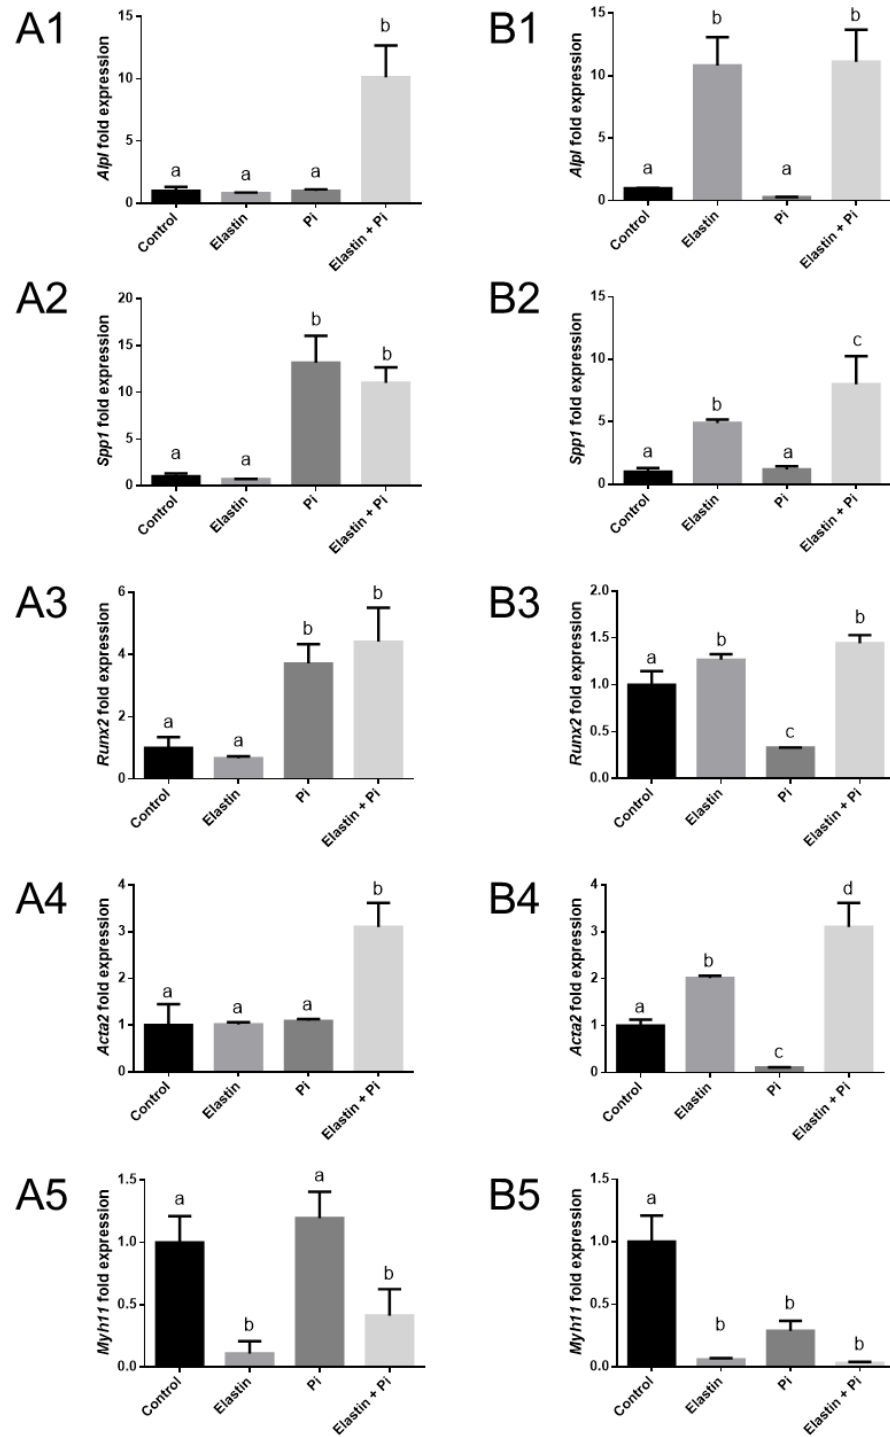 A1
Alpl fold expression
15
10
5
0
a
a
a
b
Control
Elastin
Pi
Elastin + Pi
B1
Alpl fold expression
15
10
5
0
a
b
a
b
Control
Elastin
Pi
Elastin + Pi
A2
Spp1 fold expression
20
15
10
5
0
a
a
b
b
Control
Elastin
Pi
Elastin + Pi
B2
Spp1 fold expression
15
10
5
0
a
b
a
c
Control
Elastin
Pi
Elastin + Pi
A3
Runx2 fold expression
6
4
2
0
a
a
b
b
Control
Elastin
Pi
Elastin + Pi
B3
Runx2 fold expression
2.0
1.5
1.0
0.5
0.0
a
b
c
b
Control
Elastin
Pi
Elastin + Pi
A4
Acta2 fold expression
4
3
2
1
0
a
a
a
b
Control
Elastin
Pi
Elastin + Pi
B4
Acta2 fold expression
4
3
2
1
0
a
b
c
d
Control
Elastin
Pi
Elastin + Pi
A5
Myh11 fold expression
1.5
1.0
0.5
0.0
a
b
a
b
Control
Elastin
Pi
Elastin + Pi
B5
Myh11 fold expression
1.5
1.0
0.5
0.0
a
b
b
b
Control
Elastin
Pi
Elastin + Pi